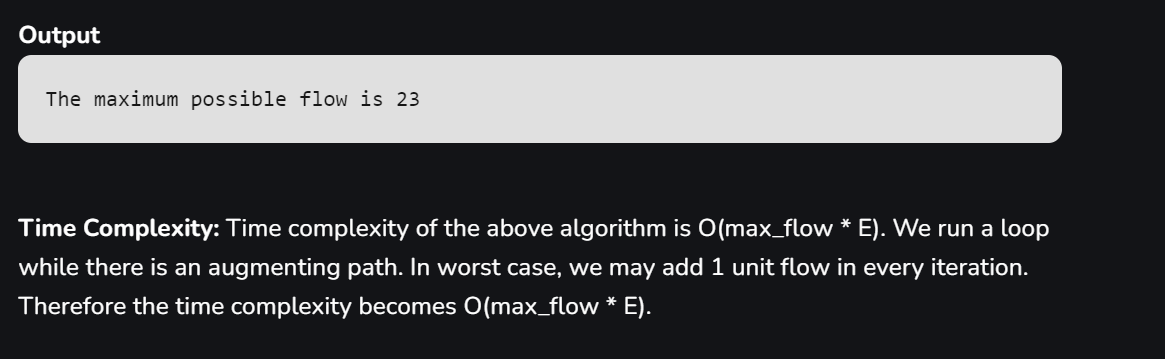 Output
The maximum possible flow is 23
Time Complexity: Time complexity of the above algorithm is O(max_flow * E). We run a loop
while there is an augmenting path. In worst case, we may add 1 unit flow in every iteration.
Therefore the time complexity becomes O(max_flow * E).